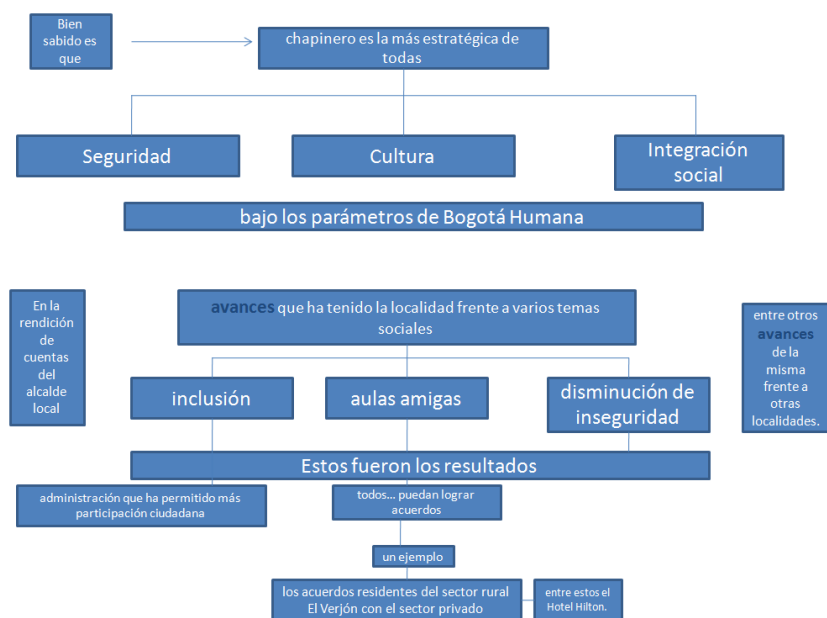 Bien
sabido es
que
chapinero es la más estratégica de
todas
Seguridad
Cultura
Integración
social
bajo los parámetros de Bogotá Humana
En la
rendición
de
cuentas
del
alcalde
local
avances que ha tenido la localidad frente a varios temas
sociales
entre otros
avances
de la
misma
frente a
otras
localidades.
inclusión
aulas amigas
disminución de
inseguridad
Estos fueron los resultados
administración que ha permitido más
participación ciudadana
todos... puedan lograr
acuerdos
un ejemplo
los acuerdos residentes del sector rural
El Verjón con el sector privado
entre estos el
Hotel Hilton.